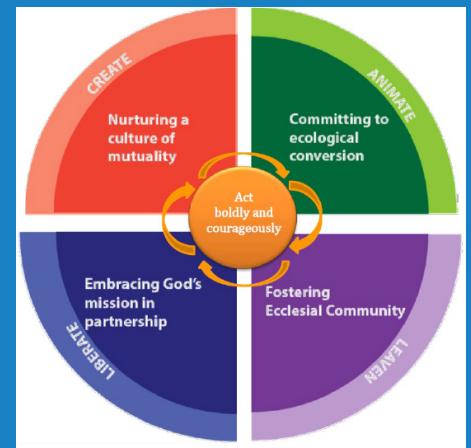 CREATE
Nurturing a
culture of
mutuality
ANIMATE
Committing to
ecological
conversion
Act
boldly and
courageously
Embracing God's
mission in
partnership
LIBERATE
Fostering
Ecclesial Community
LEAVEN